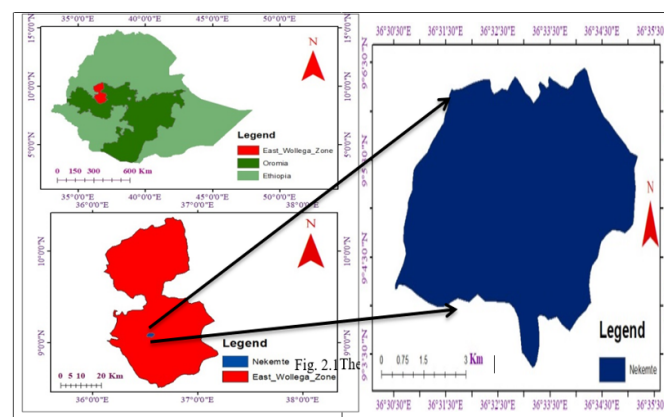 35°0'0"E 40°0'0"E 45°0'0"E
15°0'0"N
10°0'0"N
5°0'0"N
N
Legend
East_Wollega_Zone
Oromia
Ethiopia
0 150 300 600 Km
35°0'0"E 40°0'0"E 45°0'0"E
36°0'0"E 37°0'0"E 38°0'0"E
10°0'0"N
9°0'0"N
N
Legend
Nekemte
East_Wollega_Zone
0 5 10 20 Km
36°0'0"E 37°0'0"E 38°0'0"E
Fig. 2.1The
36°30'30"E 36°31'30"E 36°32'30"E 36°33'30"E 36°34'30"E 36°35'30"E
N
Legend
Nekemte
0 0.75 1.5 3 Km
36°30'30"E 36°31'30"E 36°32'30"E 36°33'30"E 36°34'30"E 36°35'30"E